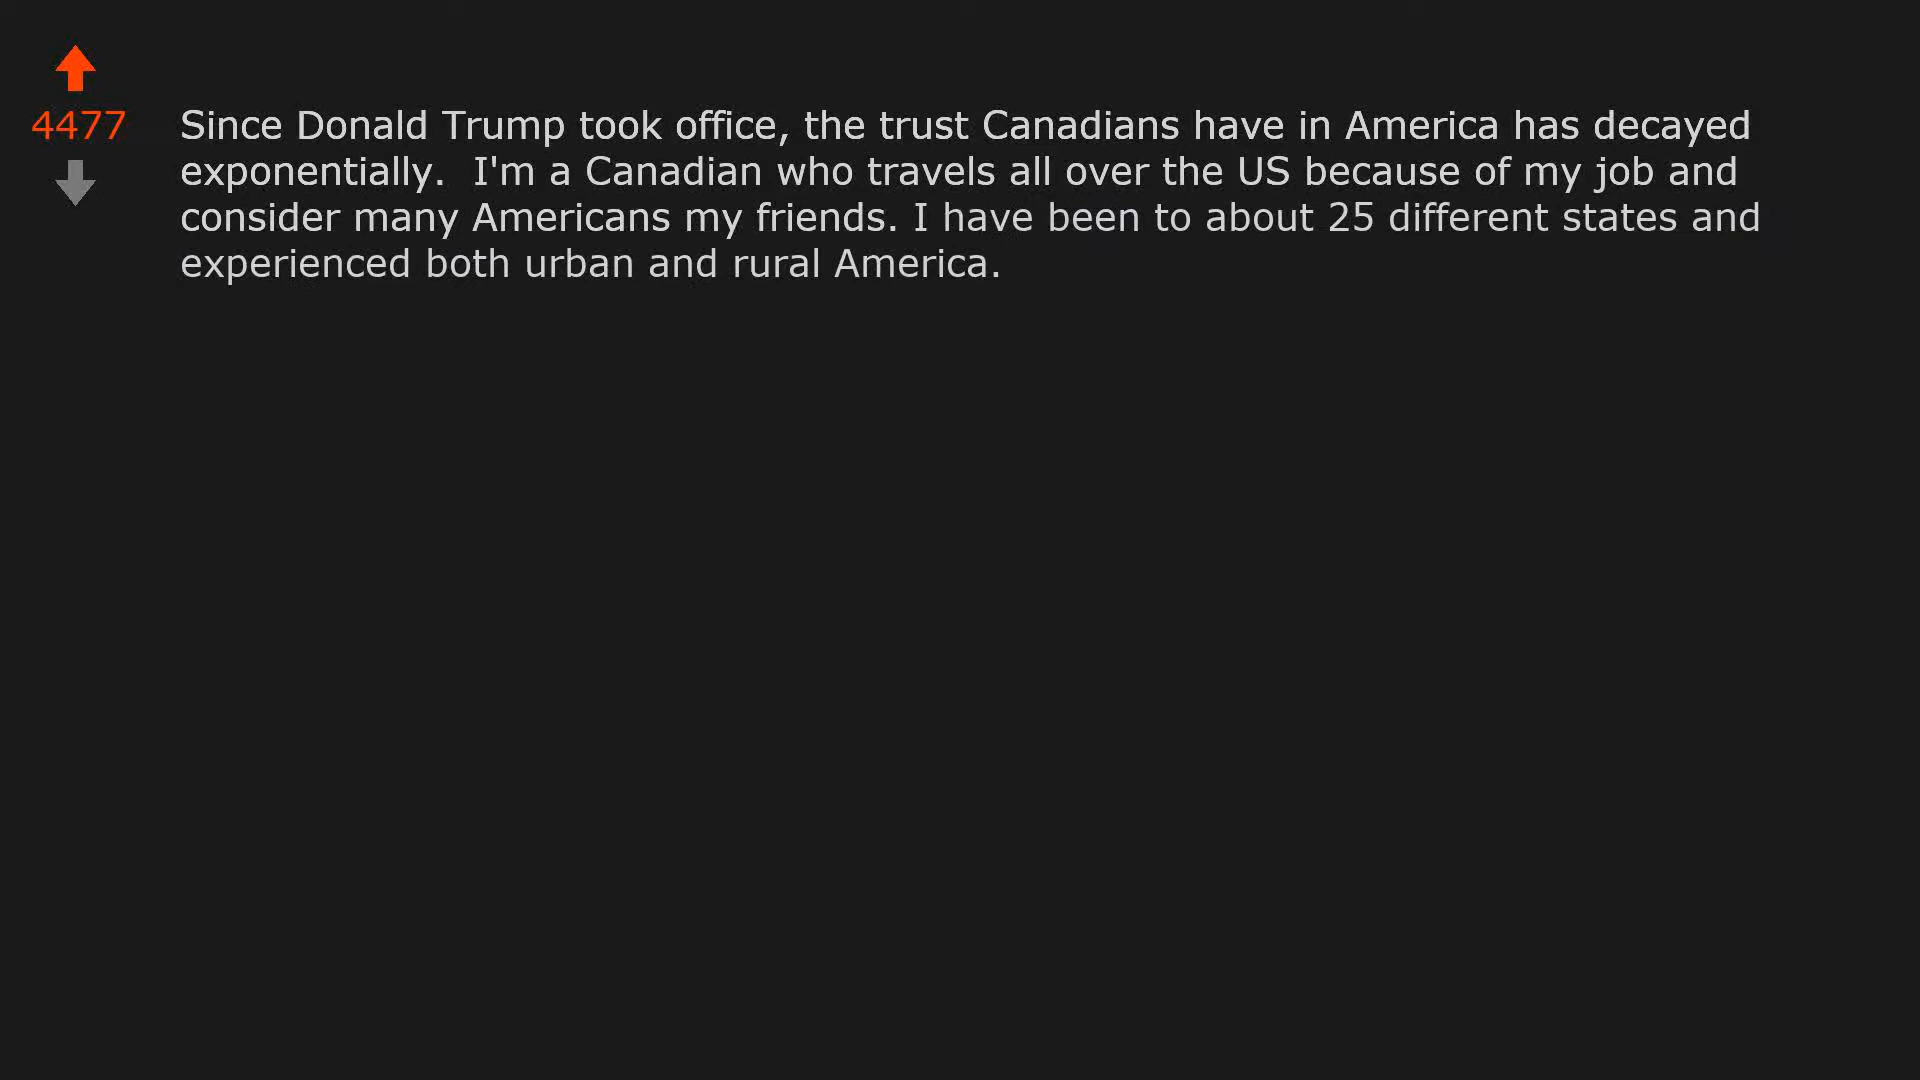 4477
Since Donald Trump took office, the trust Canadians have in America has decayed
exponentially.  I'm a Canadian who travels all over the US because of my job and
consider many Americans my friends. I have been to about 25 different states and
experienced both urban and rural America.